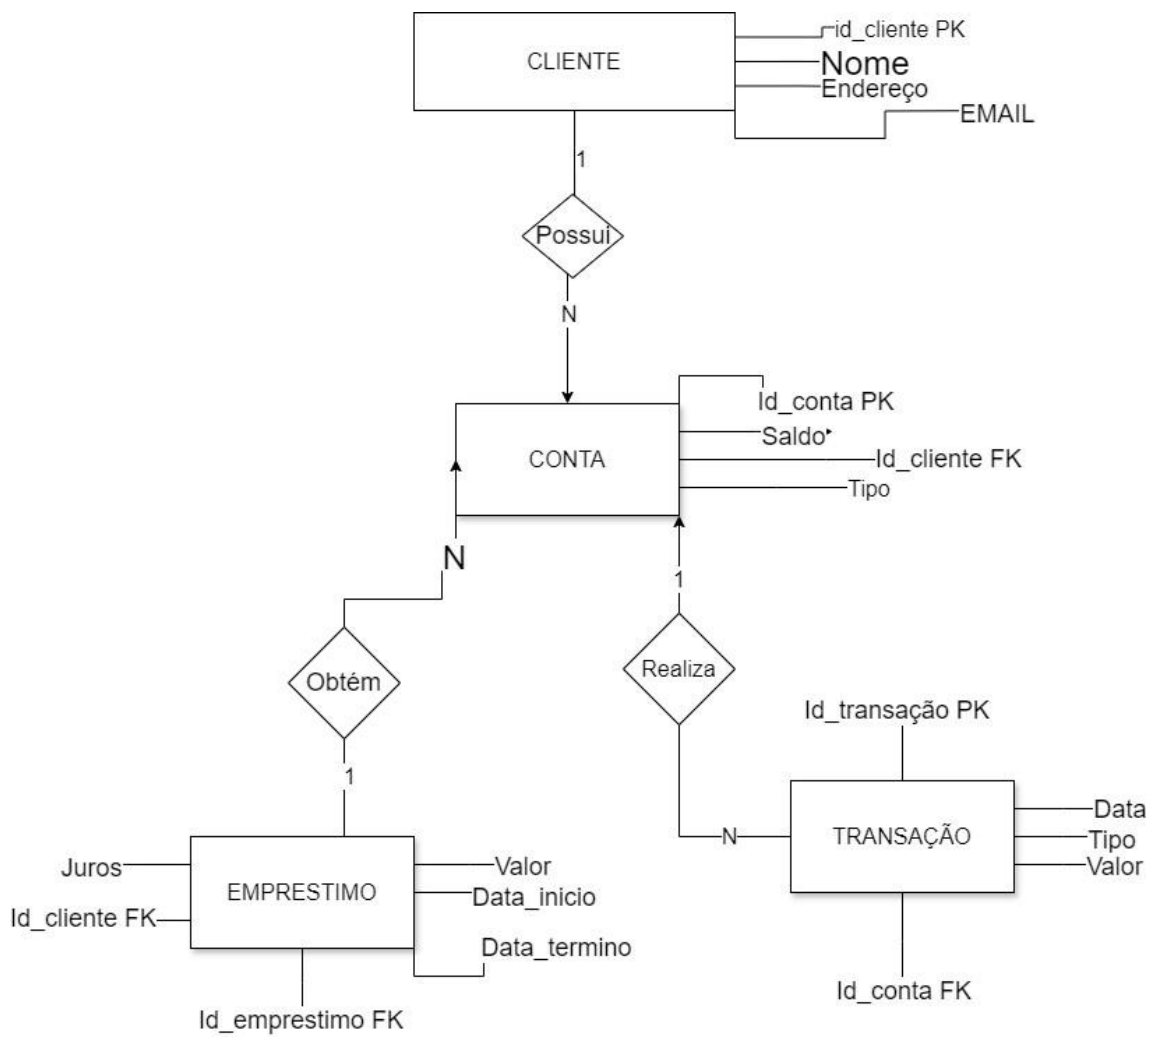 CLIENTE
id_cliente PK
Nome
Endereço
EMAIL
1
Possui
N
CONTA
Id_conta PK
Saldo
Id_cliente FK
Tipo
N
1
Obtém
Realiza
1
N
Id_transação PK
TRANSAÇÃO
Data
Tipo
Valor
Id_conta FK
EMPRESTIMO
Juros
Id_cliente FK
Valor
Data_inicio
Data_termino
Id_emprestimo FK